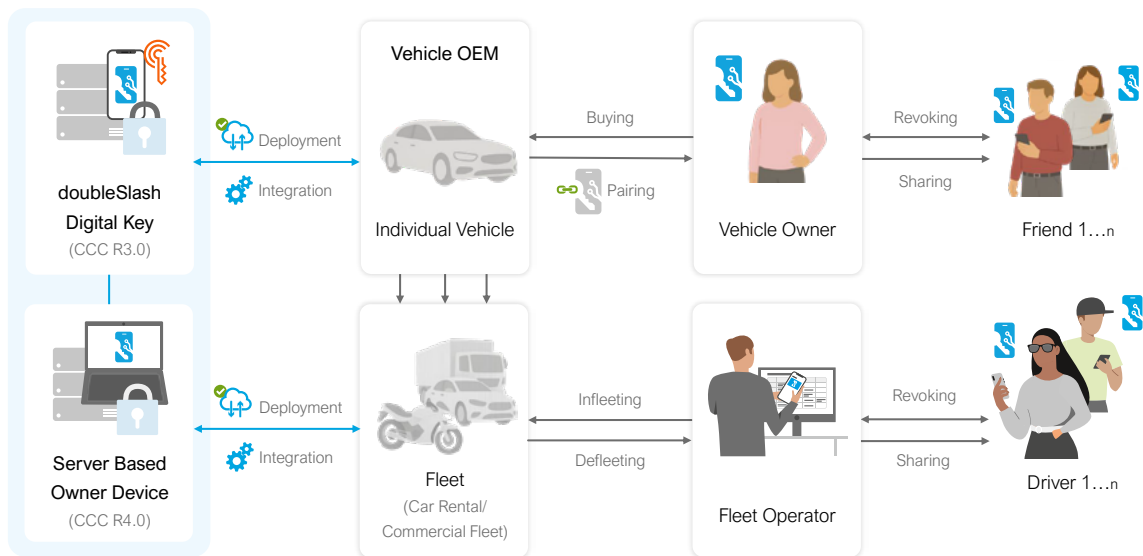 Vehicle OEM
doubleSlash
Digital Key
(CCC R3.0)
Deployment
Integration
Individual Vehicle
Buying
Pairing
Vehicle Owner
Revoking
Sharing
Friend 1...n
Server Based
Owner Device
(CCC R4.0)
Deployment
Integration
Fleet
(Car Rental/
Commercial Fleet)
Infleeting
Defleeting
Fleet Operator
Revoking
Sharing
Driver 1...n